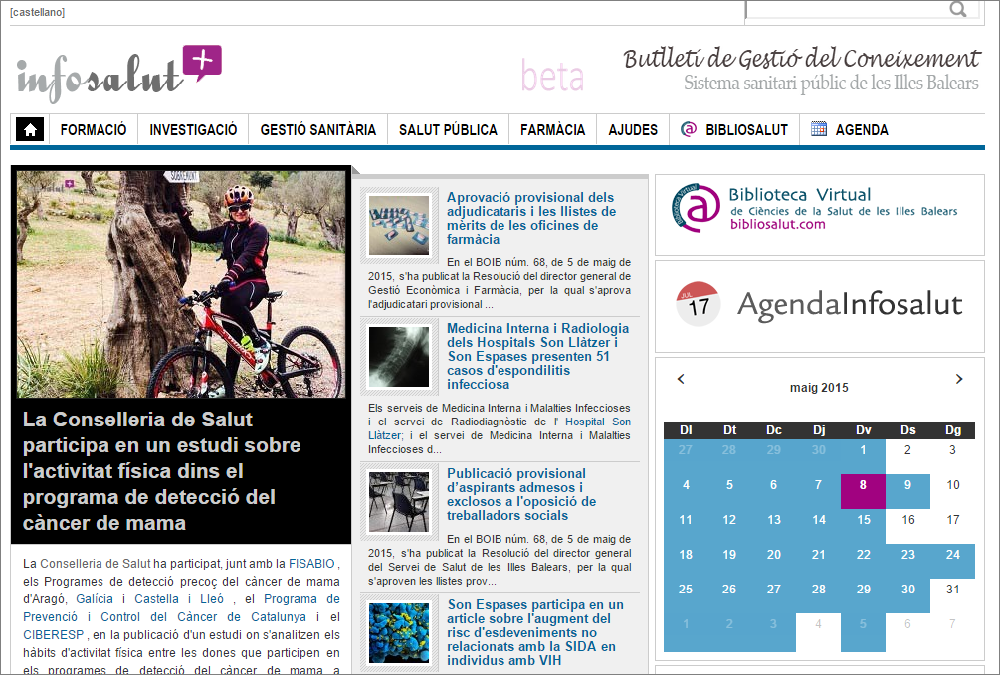 [castellano]
infosalut
beta
Butlletí de Gestió del Coneixement
Sistema sanitari públic de les Illes Balears
FORMACIÓ INVESTIGACIÓ GESTIÓ SANITÀRIA SALUT PÚBLICA FARMÀCIA AJUDES BIBLIOSALUT AGENDA
La Conselleria de Salut
participa en un estudi sobre
l'activitat física dins el
programa de detecció del
càncer de mama
La Conselleria de Salut ha participat, junt amb la FISABIO ,
els Programes de detecció precoç del càncer de mama
d'Aragó, Galícia i Castella i Lleó , el Programa de
Prevenció i Control del Càncer de Catalunya i el
CIBERESP , en la publicació d'un estudi on s'analitzen els
hàbits d'activitat física entre les dones que participen en
els programes de detecció del càncer de mama a
Aprovació provisional dels
adjudicataris i les llistes de
mèrits de les oficines de
farmàcia
En el BOIB núm. 68, de 5 de maig de
2015, s'ha publicat la Resolució del director general de
Gestió Econòmica i Farmàcia, per la qual s'aprova
l'adjudicatari provisional ...
Medicina Interna i Radiologia
dels Hospitals Son Llàtzer i
Son Espases presenten 51
casos d'espondilitis
infecciosa
Els serveis de Medicina Interna i Malalties Infeccioses
i el servei de Radiodiagnòstic de l' Hospital Son
Llàtzer; i el servei de Medicina Interna i Malalties
Infeccioses d...
Publicació provisional
d’aspirants admesos i
exclosos a l'oposició de
treballadors socials
En el BOIB núm. 68, de 5 de maig de
2015, s'ha publicat la Resolució del director general
del Servei de Salut de les Illes Balears, per la qual
s'aproven les llistes prov...
Son Espases participa en un
article sobre l'augment del
risc d'esdeveniments no
relacionats amb la SIDA en
individus amb VIH
Biblioteca Virtual
de Ciències de la Salut de les Illes Balears
bibliosalut.com
JUL
17
AgendaInfosalut
maig 2015
Dl Dt Dc Dj Dv Ds Dg
27 28 29 30 1 2 3
4 5 6 7 8 9 10
11 12 13 14 15 16 17
18 19 20 21 22 23 24
25 26 27 28 29 30 31
1 2 3 4 5 6 7